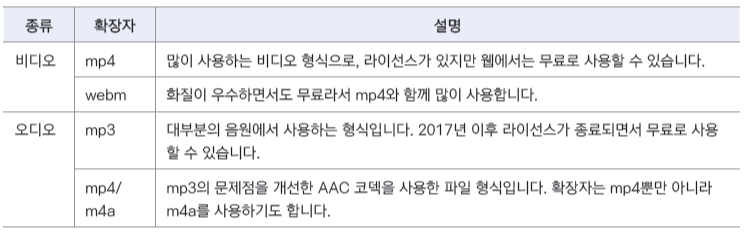 종류 확장자 설명
비디오 mp4 많이 사용하는 비디오 형식으로, 라이선스가 있지만 웹에서는 무료로 사용할 수 있습니다.
webm 화질이 우수하면서도 무료라서 mp4와 함께 많이 사용합니다.
오디오 mp3 대부분의 음원에서 사용하는 형식입니다. 2017년 이후 라이선스가 종료되면서 무료로 사용
할 수 있습니다.
mp4/ mp3의 문제점을 개선한 AAC 코덱을 사용한 파일 형식입니다. 확장자는 mp4뿐만 아니라
m4a m4a를 사용하기도 합니다.